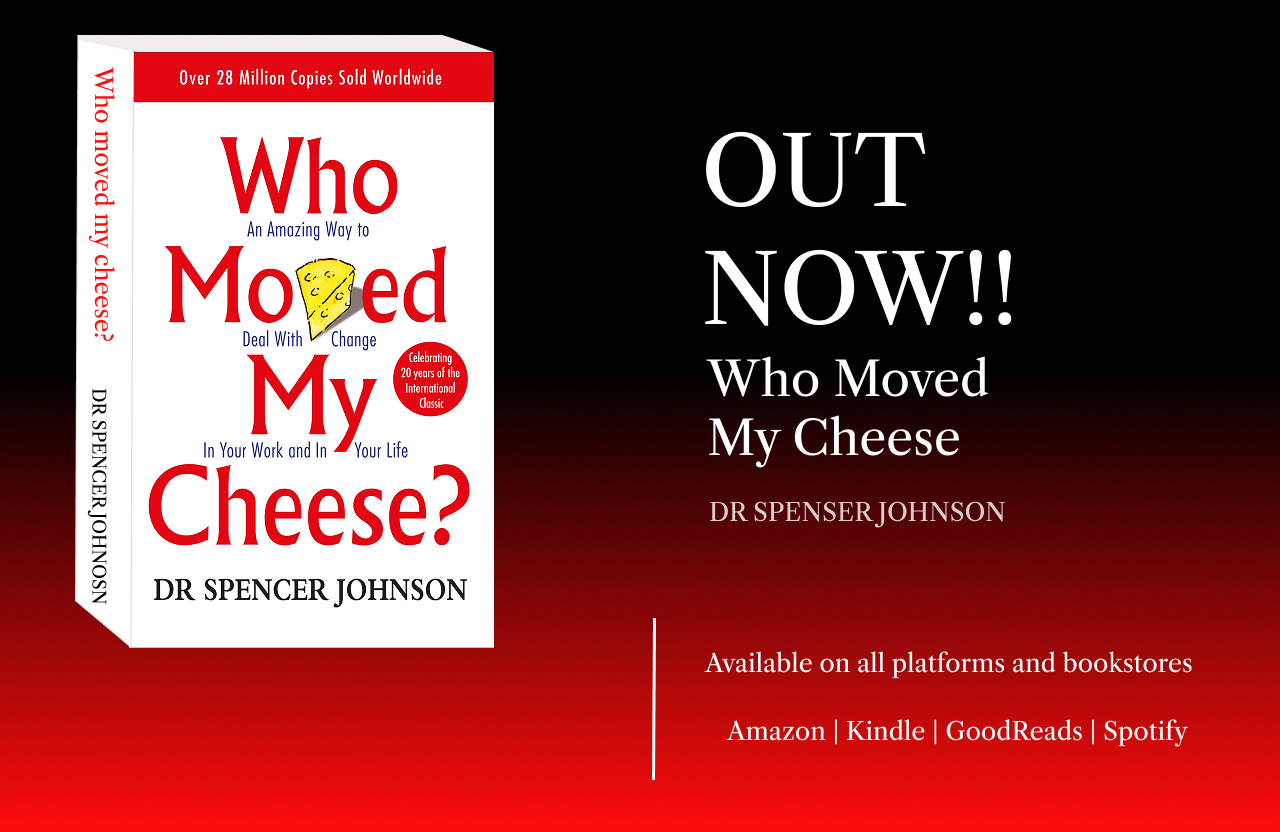 Who moved my cheese?
DR SPENCER JOHNOSN
Over 28 Million Copies Sold Worldwide
Who
An Amazing Way to
Moved
Deal With Change
My
Celebrating
20 years of the
International
Classic
In Your Work and In Your Life
Cheese?
DR SPENCER JOHNSON
OUT
NOW!!
Who Moved
My Cheese
DR SPENSER JOHNSON
Available on all platforms and bookstores
Amazon | Kindle | GoodReads | Spotify